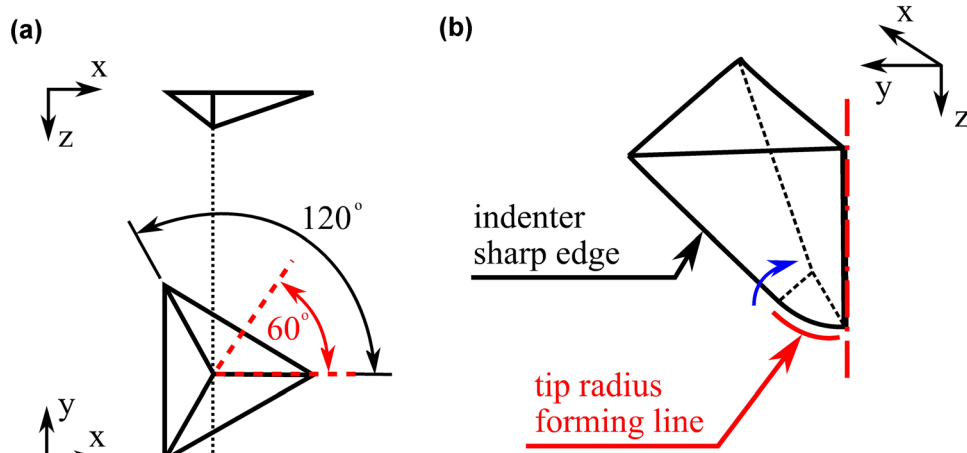 (a)
x
z
120°
60°
y
x
(b)
x
y
z
indenter
sharp edge
tip radius
forming line